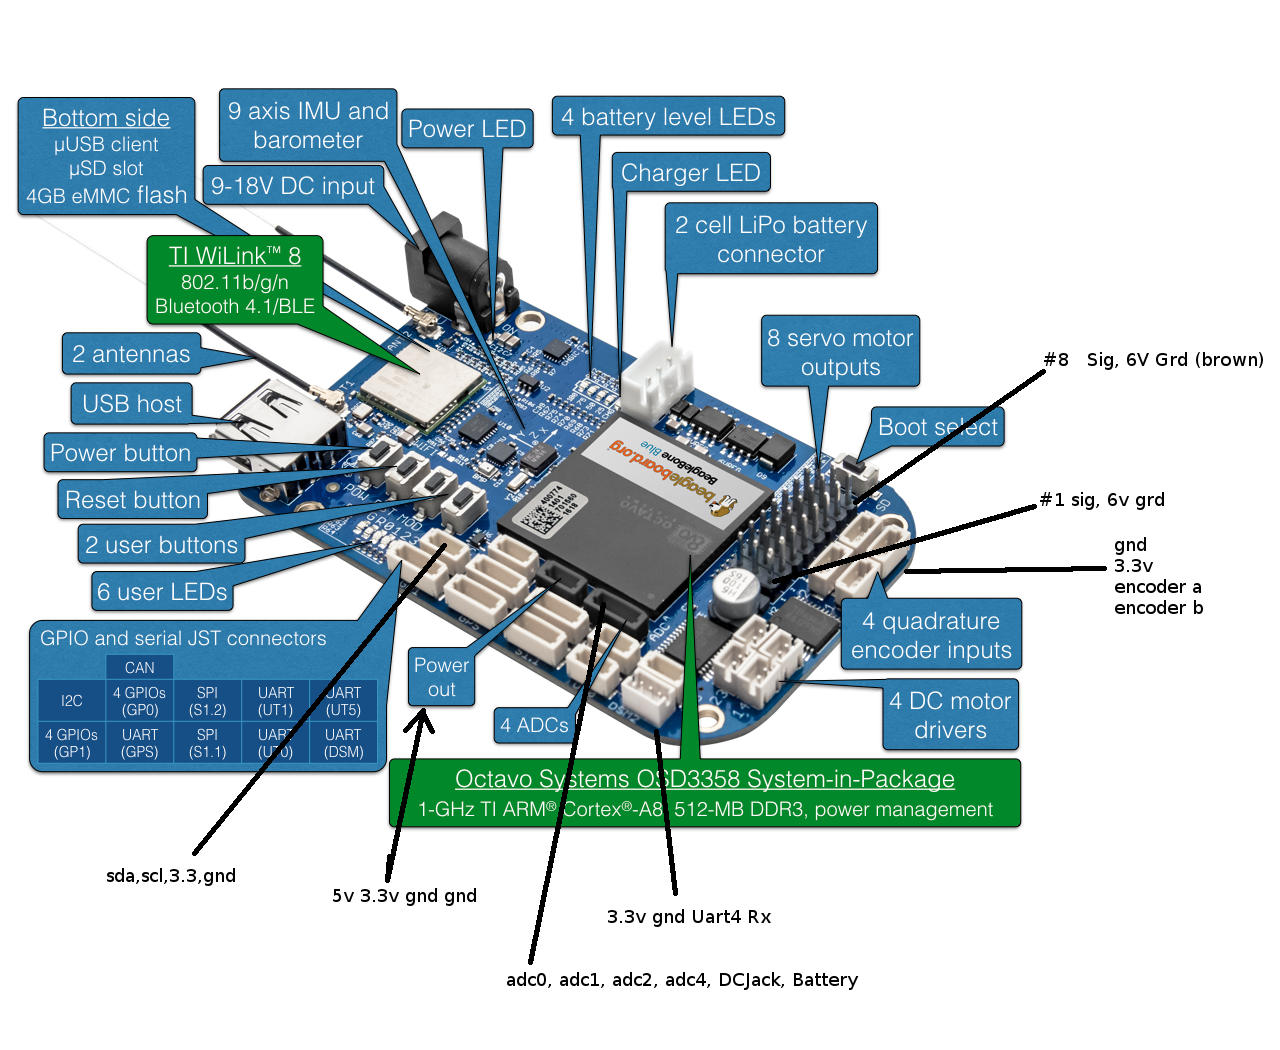 Bottom side
µUSB client
µSD slot
4GB eMMC flash
9 axis IMU and
barometer
Power LED
4 battery level LEDs
9-18V DC input
Charger LED
2 cell LiPo battery
connector
TI WiLink™ 8
802.11b/g/n
Bluetooth 4.1/BLE
2 antennas
8 servo motor
outputs
#8 Sig, 6V Grd (brown)
USB host
Boot select
Power button
beagleboard.org
BeagleBone Blue
Reset button
#1 sig, 6v grd
2 user buttons
gnd
3.3v
encoder a
encoder b
6 user LEDs
4 quadrature
encoder inputs
GPIO and serial JST connectors
CAN
I2C
4 GPIOs
(GP0)
SPI
(S1.2)
UART
(UT1)
UART
(UT5)
4 GPIOs
(GP1)
UART
(GPS)
SPI
(S1.1)
UART
(UT0)
UART
(DSM)
Power
out
4 ADCs
4 DC motor
drivers
Octavo Systems OSD3358 System-in-Package
1-GHz TI ARM® Cortex®-A8, 512-MB DDR3, power management
sda,scl,3.3,gnd
5v 3.3v gnd gnd
3.3v gnd Uart4 Rx
adc0, adc1, adc2, adc4, DCJack, Battery